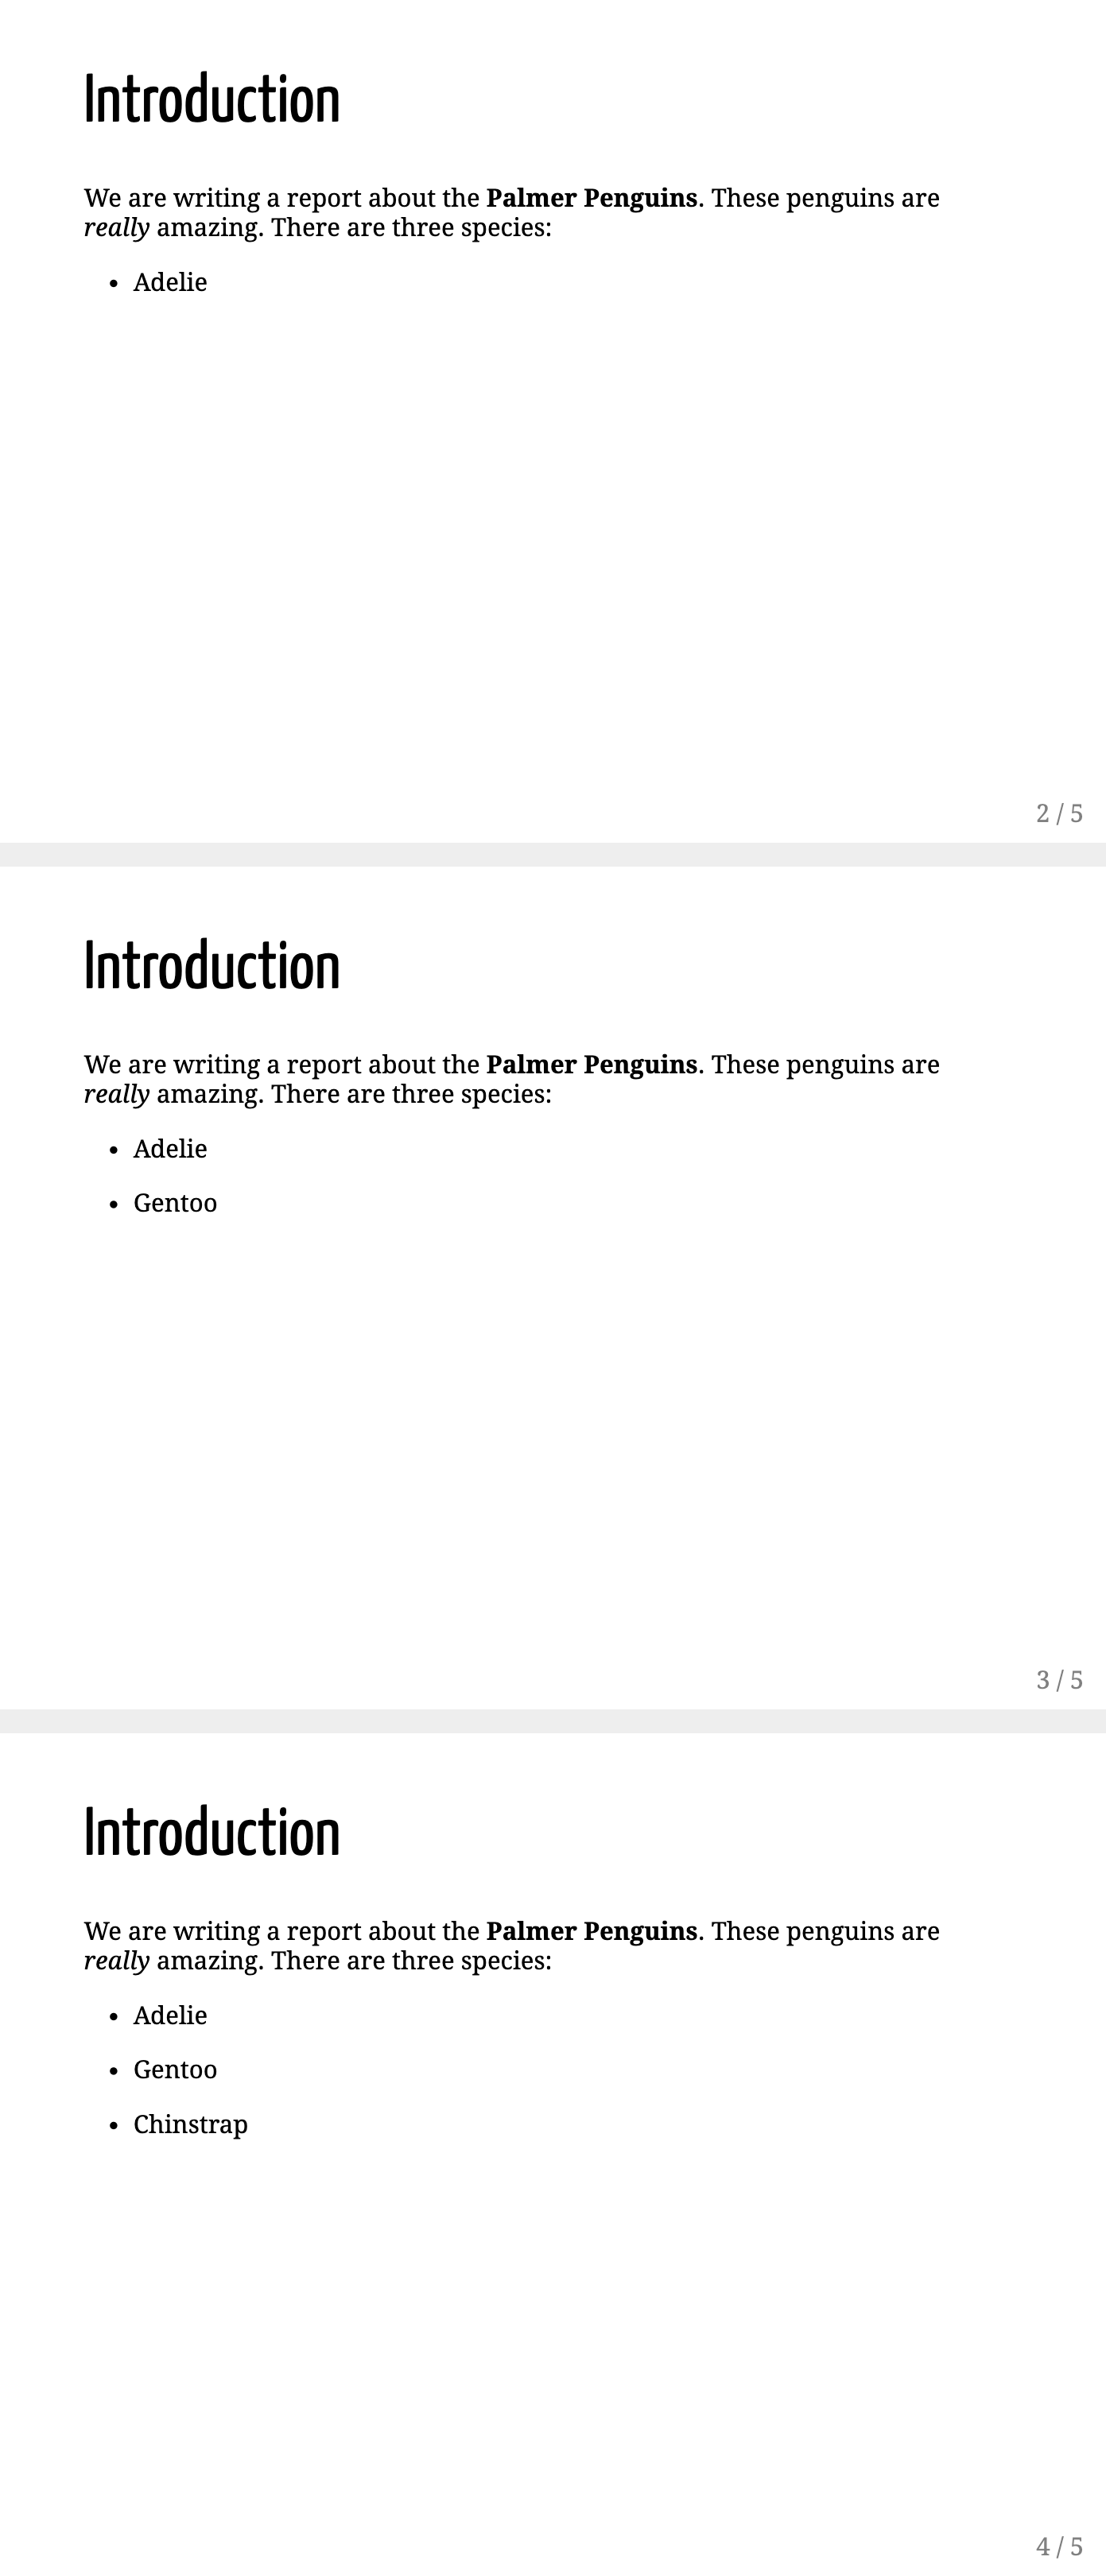 Introduction
We are writing a report about the Palmer Penguins. These penguins are
really amazing. There are three species:
• Adelie
2 / 5
Introduction
We are writing a report about the Palmer Penguins. These penguins are
really amazing. There are three species:
• Adelie
• Gentoo
3 / 5
Introduction
We are writing a report about the Palmer Penguins. These penguins are
really amazing. There are three species:
• Adelie
• Gentoo
• Chinstrap
4 / 5